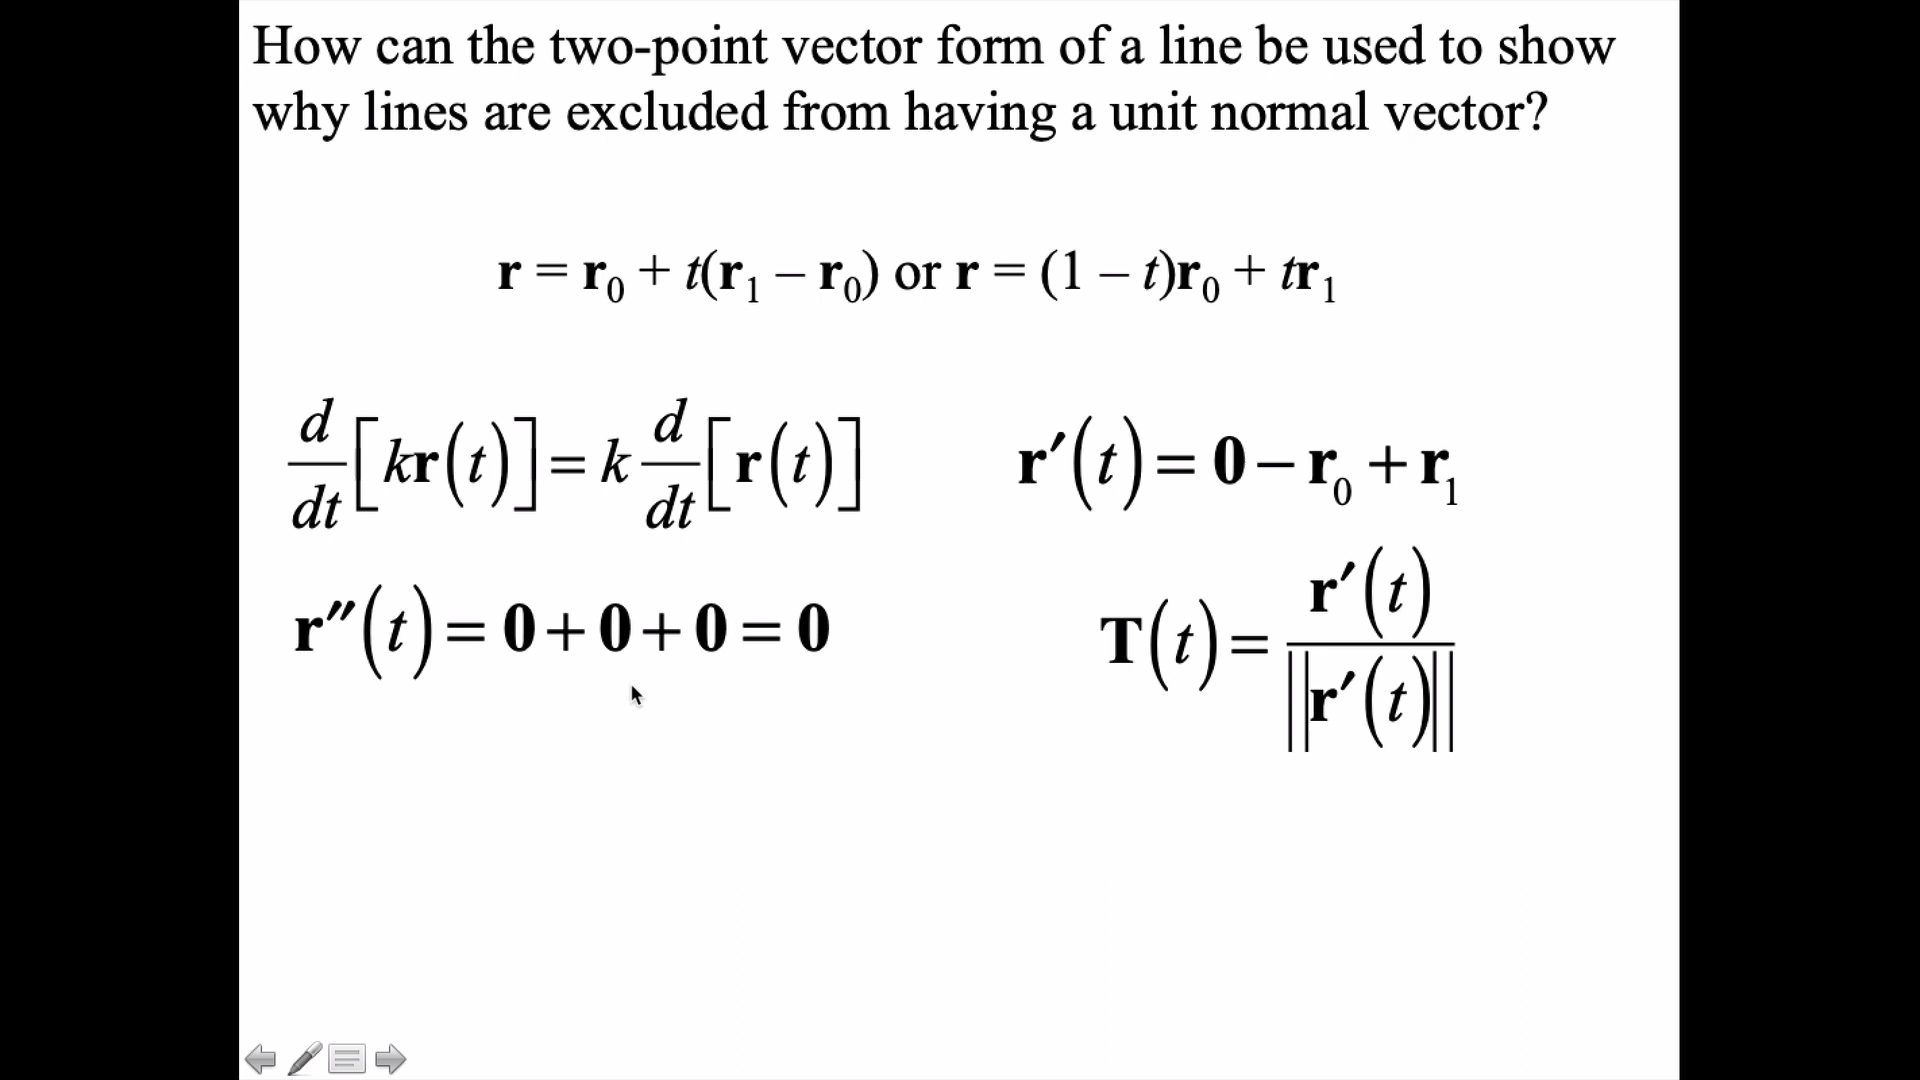 How can the two-point vector form of a line be used to show
why lines are excluded from having a unit normal vector?
r = r₀ + t(r₁ – r₀) or r = (1 – t)r₀ + tr₁
d/dt [kr(t)] = k d/dt [r(t)]
r′(t) = 0 – r₀ + r₁
r″(t) = 0 + 0 + 0 = 0
T(t) = r′(t) / ||r′(t)||